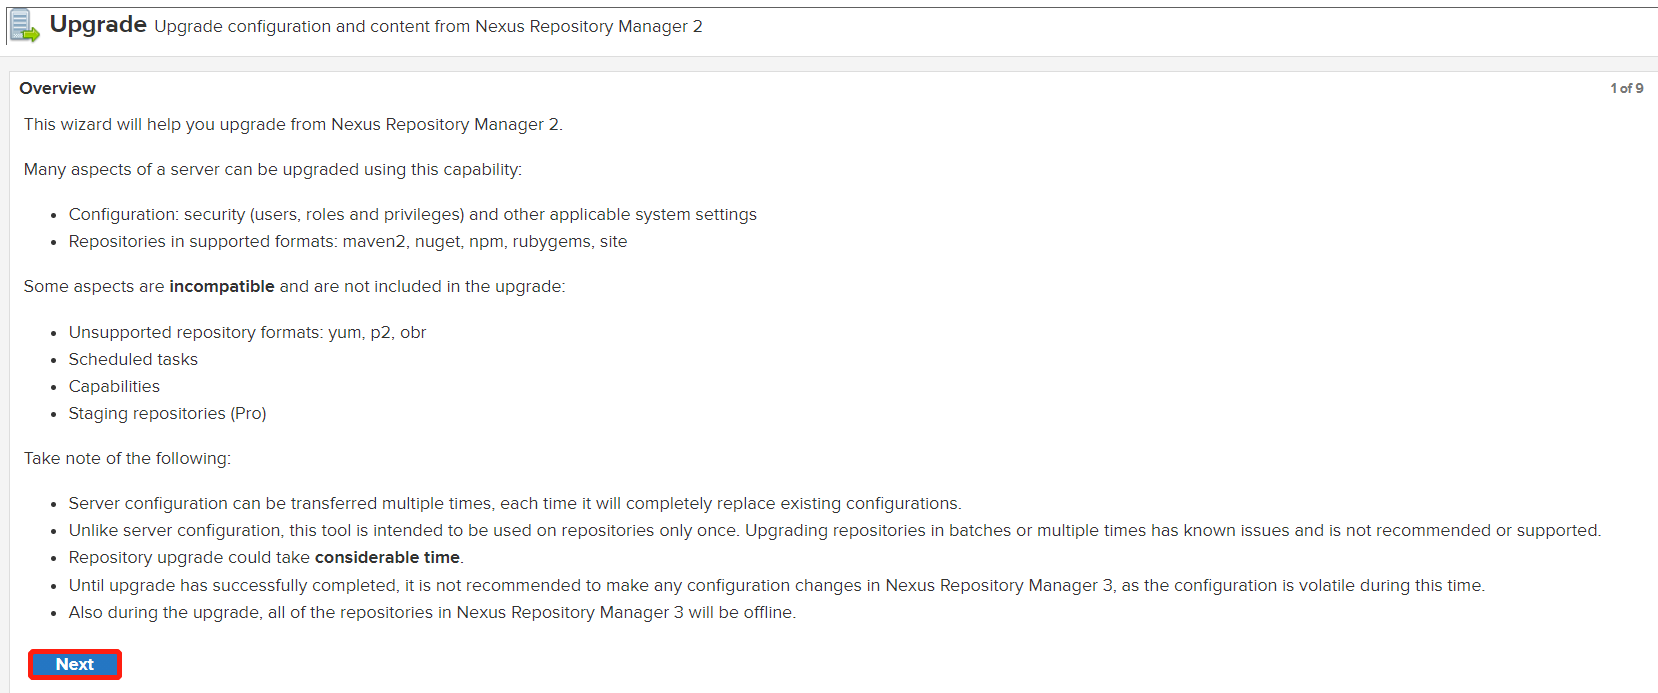 Upgrade Upgrade configuration and content from Nexus Repository Manager 2
Overview 1 of 9
This wizard will help you upgrade from Nexus Repository Manager 2.
Many aspects of a server can be upgraded using this capability:
• Configuration: security (users, roles and privileges) and other applicable system settings
• Repositories in supported formats: maven2, nuget, npm, rubygems, site
Some aspects are incompatible and are not included in the upgrade:
• Unsupported repository formats: yum, p2, obr
• Scheduled tasks
• Capabilities
• Staging repositories (Pro)
Take note of the following:
• Server configuration can be transferred multiple times, each time it will completely replace existing configurations.
• Unlike server configuration, this tool is intended to be used on repositories only once. Upgrading repositories in batches or multiple times has known issues and is not recommended or supported.
• Repository upgrade could take considerable time.
• Until upgrade has successfully completed, it is not recommended to make any configuration changes in Nexus Repository Manager 3, as the configuration is volatile during this time.
• Also during the upgrade, all of the repositories in Nexus Repository Manager 3 will be offline.
Next